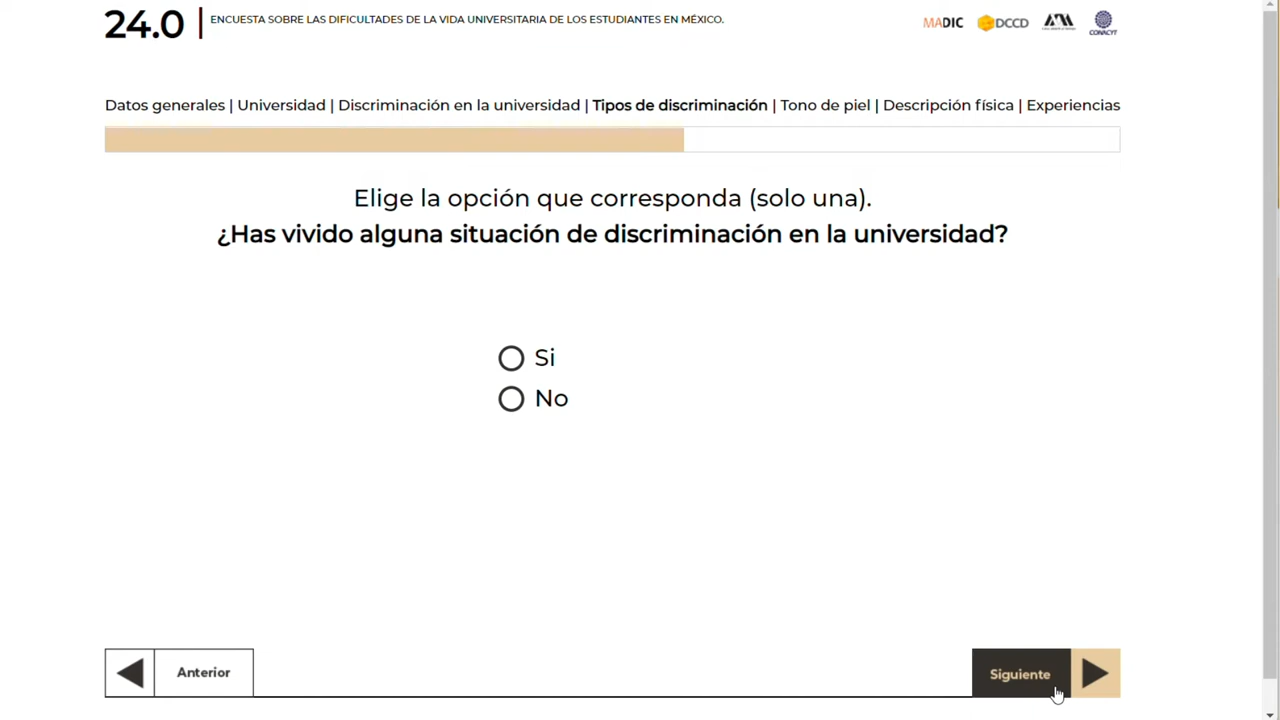 24.0 | ENCUESTA SOBRE LAS DIFICULTADES DE LA VIDA UNIVERSITARIA DE LOS ESTUDIANTES EN MÉXICO.
MADIC DCCD CONACYT
Datos generales | Universidad | Discriminación en la universidad | Tipos de discriminación | Tono de piel | Descripción física | Experiencias
Elige la opción que corresponda (solo una).
¿Has vivido alguna situación de discriminación en la universidad?
Si
No
Anterior
Siguiente